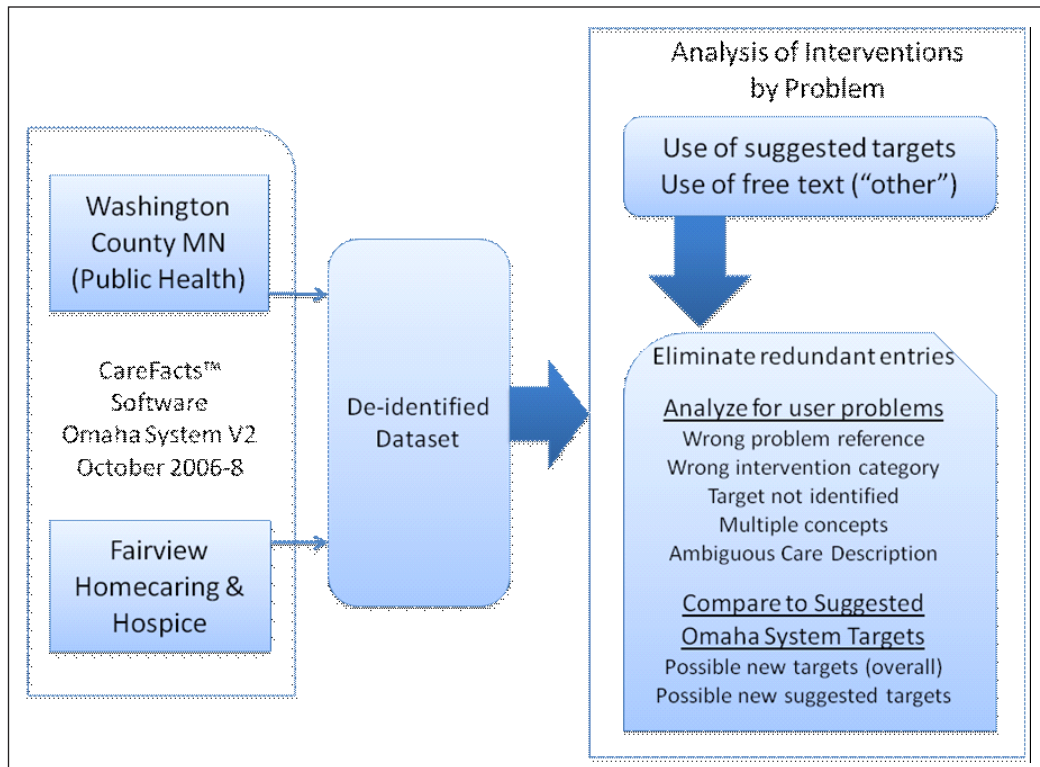 Washington
County MN
(Public Health)
CareFacts™
Software
Omaha System V2
October 2006-8
Fairview
Homecaring &
Hospice
De-identified
Dataset
Analysis of Interventions
by Problem
Use of suggested targets
Use of free text (“other”)
Eliminate redundant entries
Analyze for user problems
Wrong problem reference
Wrong intervention category
Target not identified
Multiple concepts
Ambiguous Care Description
Compare to Suggested
Omaha System Targets
Possible new targets (overall)
Possible new suggested targets